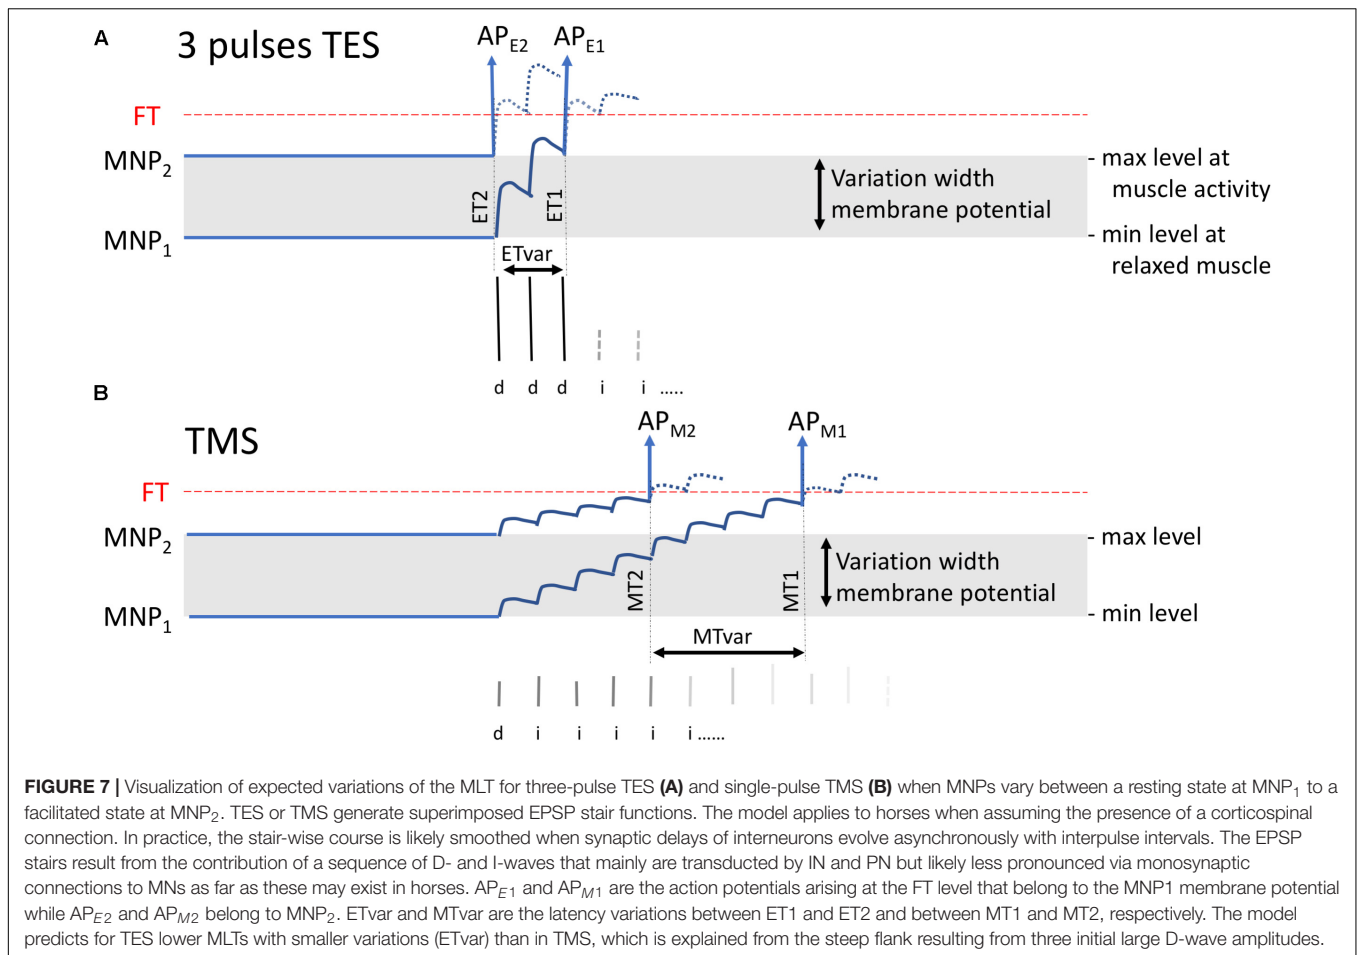 A
3 pulses TES
AP_E2
AP_E1
FT
MNP₂
max level at
muscle activity
Variation width
membrane potential
ET2
ET1
MNP₁
min level at
relaxed muscle
ETvar
d d d i i .....
B
TMS
AP_M2
AP_M1
FT
MNP₂
max level
Variation width
membrane potential
MT2
MT1
MNP₁
min level
MTvar
d i i i i i ......
FIGURE 7 | Visualization of expected variations of the MLT for three-pulse TES (A) and single-pulse TMS (B) when MNPs vary between a resting state at MNP₁ to a
facilitated state at MNP₂. TES or TMS generate superimposed EPSP stair functions. The model applies to horses when assuming the presence of a corticospinal
connection. In practice, the stair-wise course is likely smoothed when synaptic delays of interneurons evolve asynchronously with interpulse intervals. The EPSP
stairs result from the contribution of a sequence of D- and I-waves that mainly are transducted by IN and PN but likely less pronounced via monosynaptic
connections to MNs as far as these may exist in horses. AP_E1 and AP_M1 are the action potentials arising at the FT level that belong to the MNP1 membrane potential
while AP_E2 and AP_M2 belong to MNP₂. ETvar and MTvar are the latency variations between ET1 and ET2 and between MT1 and MT2, respectively. The model
predicts for TES lower MLTs with smaller variations (ETvar) than in TMS, which is explained from the steep flank resulting from three initial large D-wave amplitudes.